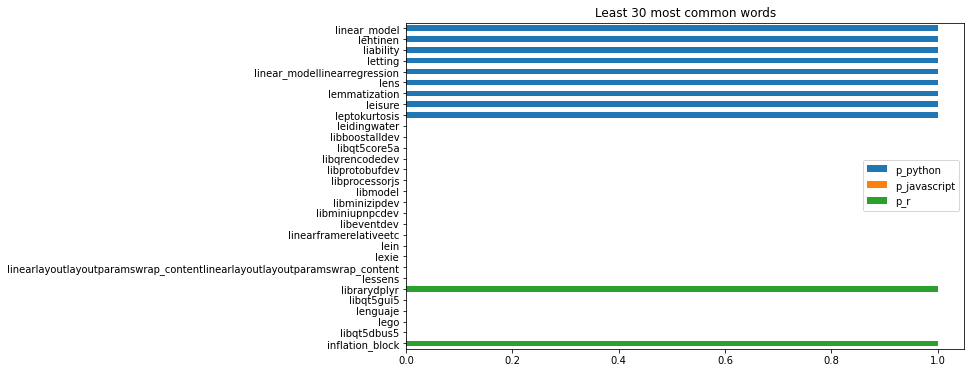 Least 30 most common words
linear_model
lehtinen
liability
letting
linear_modellinearregression
lens
lemmatization
leisure
leptokurtosis
leidingwater
libboostalldev
libqt5core5a
libqrencodedev
libprotobufdev
libprocessorjs
libmodel
libminizipdev
libminiupnpcdev
libeventdev
linearframerelativeetc
lein
lexie
linearlayoutlayoutparamswrap_contentlinearlayoutlayoutparamswrap_content
lessens
librarydplyr
libqt5gui5
lenguaje
lego
libqt5dbus5
inflation_block
p_python
p_javascript
p_r
0.0 0.2 0.4 0.6 0.8 1.0